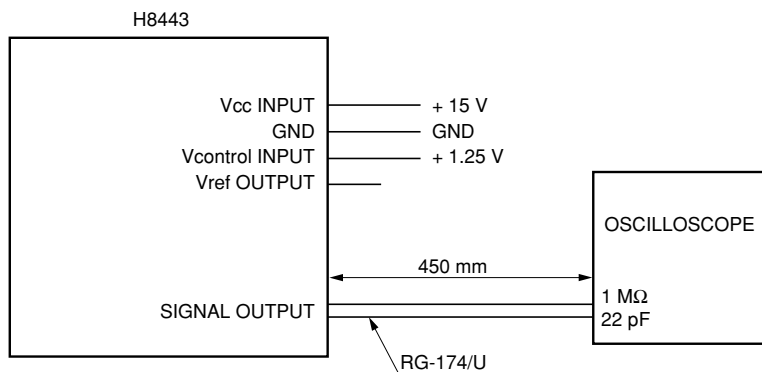 H8443
Vcc INPUT
+ 15 V
GND
GND
Vcontrol INPUT
+ 1.25 V
Vref OUTPUT
OSCILLOSCOPE
450 mm
1 MΩ
SIGNAL OUTPUT
22 pF
RG-174/U